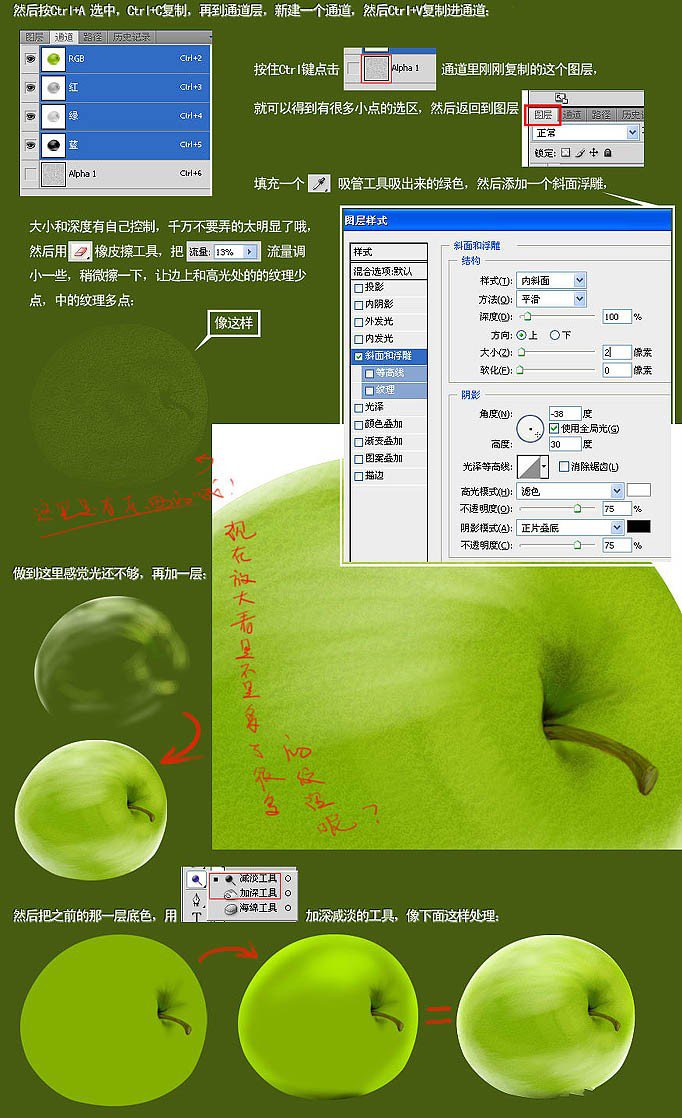 然后按Ctrl+A 选中，Ctrl+C复制，再到通道层，新建一个通道，然后Ctrl+V复制进通道；
图层 通道 路径 历史记录
RGB Ctrl+2
红 Ctrl+3
绿 Ctrl+4
蓝 Ctrl+5
Alpha 1 Ctrl+6
按住Ctrl键点击 Alpha 1 通道里刚刚复制的这个图层，
就可以得到有很多小点的选区，然后返回到图层
图层 通道 路径 历史
正常
锁定：
填充一个 吸管工具吸出来的绿色，然后添加一个斜面浮雕，
大小和深度有自己控制，千万不要弄的太明显了哦，
然后用 橡皮擦工具，把 流量： 13% 流量调
小一些，稍微擦一下，让边上和高光处的的纹理少
点，中的纹理多点；
像这样
图层样式
样式
混合选项:默认
投影
内阴影
外发光
内发光
斜面和浮雕
等高线
纹理
光泽
颜色叠加
渐变叠加
图案叠加
描边
斜面和浮雕
结构
样式(T)： 内斜面
方法(Q)： 平滑
深度(D)： 100 %
方向： 上 下
大小(Z)： 2 像素
软化(F)： 0 像素
阴影
角度(N)： -38 度
使用全局光(G)
高度： 30 度
光泽等高线： 消除锯齿(L)
高光模式(H)： 滤色
不透明度(O)： 75 %
阴影模式(A)： 正片叠底
不透明度(C)： 75 %
现在放大看是不是多了很多
的纹理呢？
做到这里感觉光还不够，再加一层；
然后把之前的那一层底色，用 加深减淡的工具，像下面这样处理；
减淡工具 O
加深工具 O
海绵工具 O